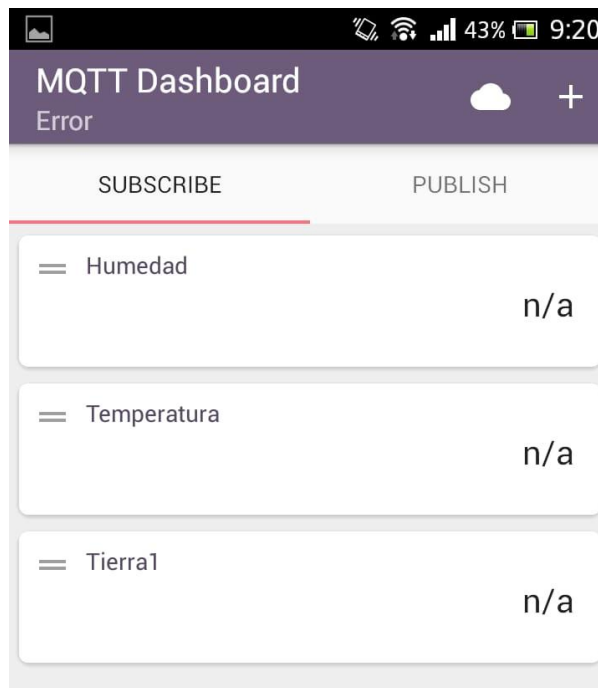 43% 9:20
MQTT Dashboard
Error
SUBSCRIBE PUBLISH
Humedad
n/a
Temperatura
n/a
Tierra1
n/a